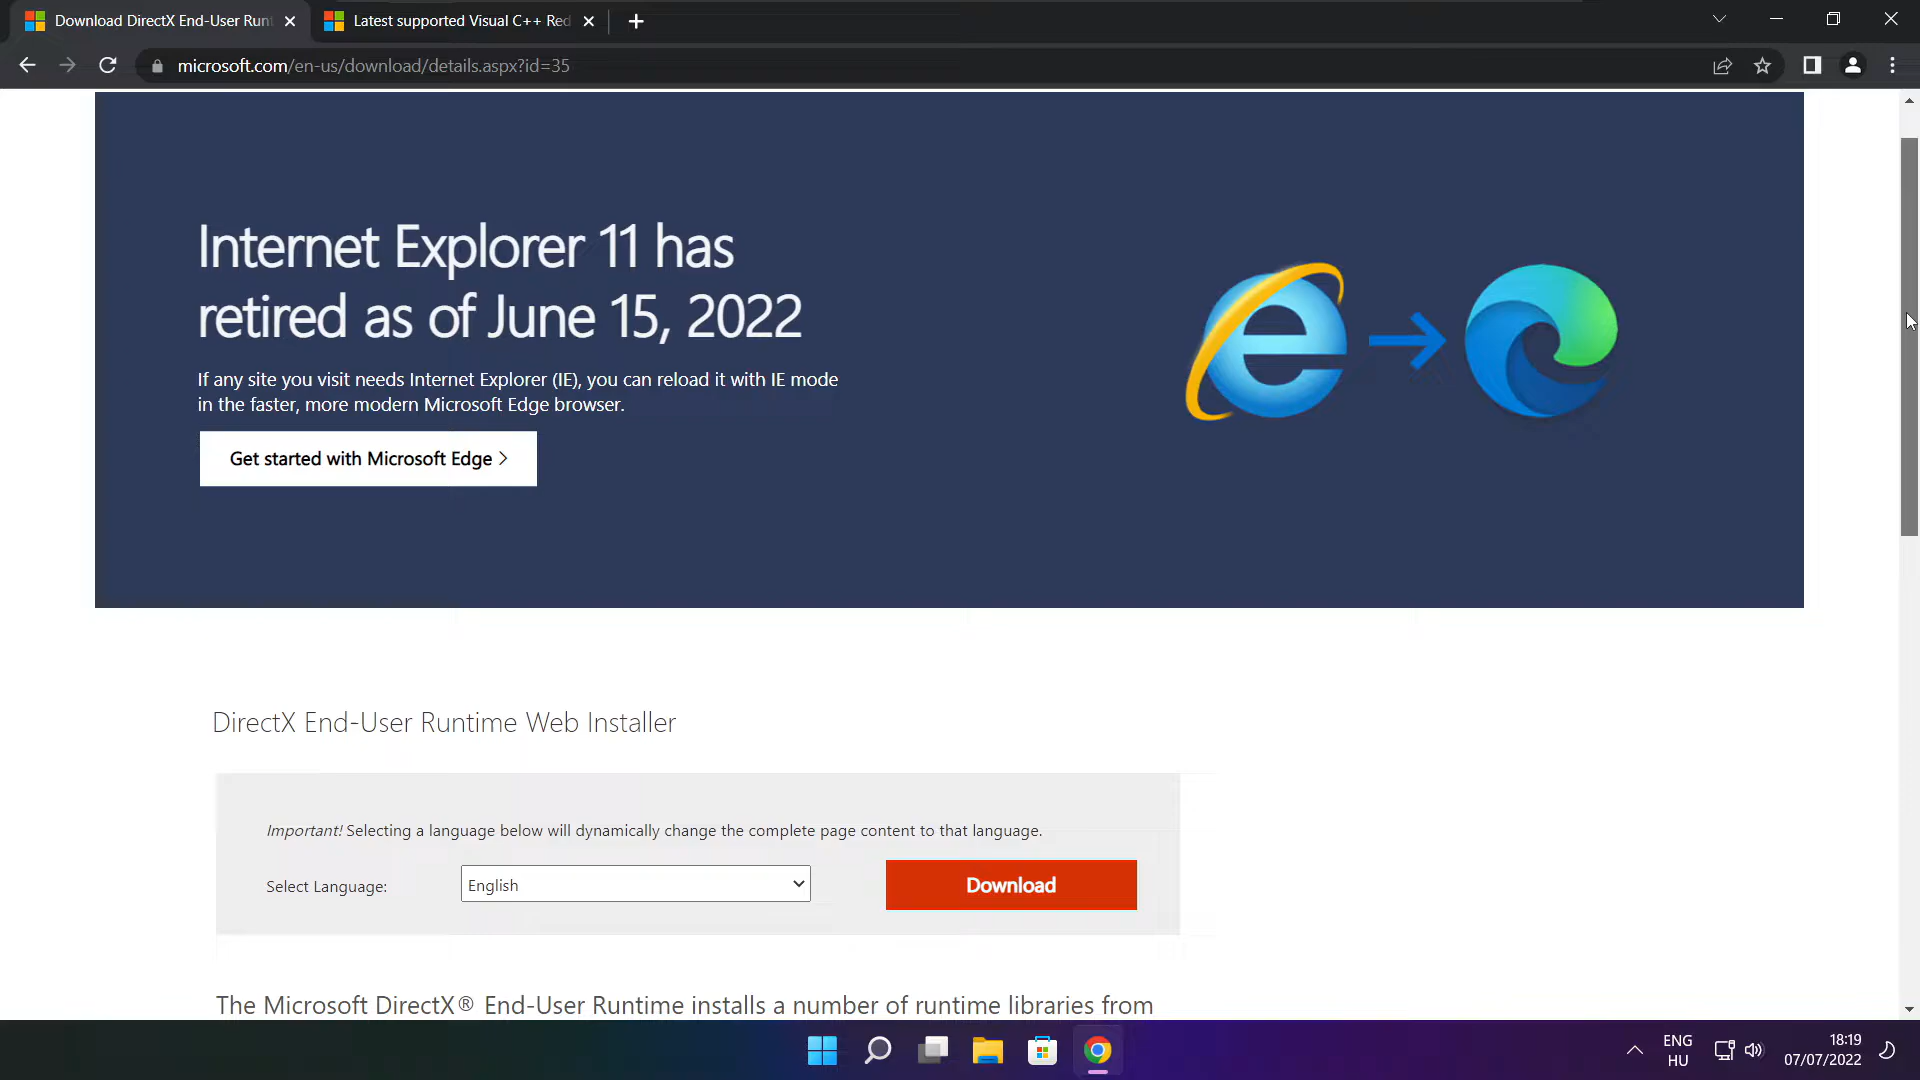 Download DirectX End-User Runt
Latest supported Visual C++ Red
microsoft.com/en-us/download/details.aspx?id=35
Internet Explorer 11 has
retired as of June 15, 2022
If any site you visit needs Internet Explorer (IE), you can reload it with IE mode
in the faster, more modern Microsoft Edge browser.
Get started with Microsoft Edge >
DirectX End-User Runtime Web Installer
Important! Selecting a language below will dynamically change the complete page content to that language.
Select Language:
English
Download
The Microsoft DirectX® End-User Runtime installs a number of runtime libraries from
ENG
HU
18:19
07/07/2022